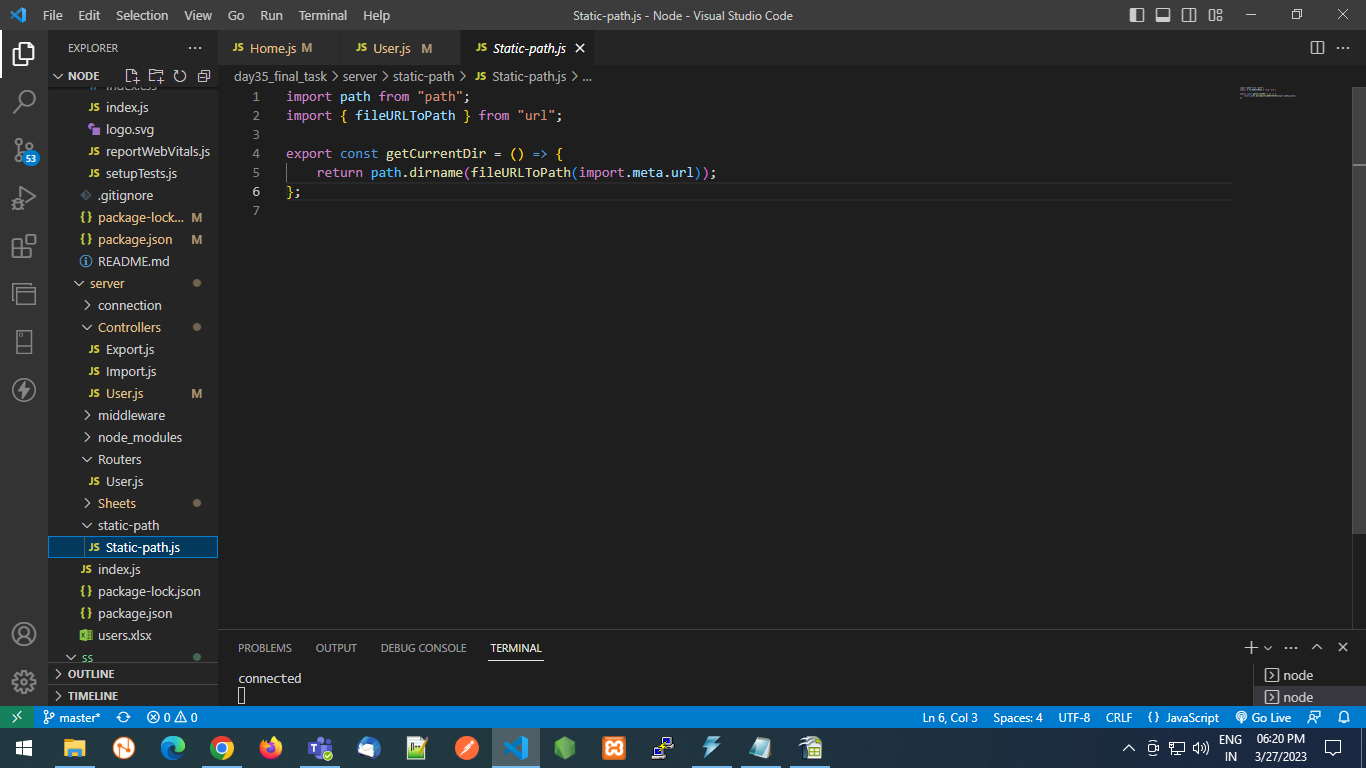 File Edit Selection View Go Run Terminal Help
Static-path.js - Node - Visual Studio Code
EXPLORER
Home.js M
User.js M
Static-path.js
NODE
day35_final_task > server > static-path > JS Static-path.js > ...
index.css
JS index.js
logo.svg
JS reportWebVitals.js
JS setupTests.js
.gitignore
{} package-lock... M
{} package.json M
README.md
server
connection
Controllers
JS Export.js
JS Import.js
JS User.js M
middleware
node_modules
Routers
JS User.js
Sheets
static-path
JS Static-path.js
JS index.js
{} package-lock.json
{} package.json
users.xlsx
ss
OUTLINE
TIMELINE
53
1 import path from "path";
2 import { fileURLToPath } from "url";
3
4 export const getCurrentDir = () => {
5 return path.dirname(fileURLToPath(import.meta.url));
6 };
7
PROBLEMS OUTPUT DEBUG CONSOLE TERMINAL
connected
node
node
master* 0 0
Ln 6, Col 3 Spaces: 4 UTF-8 CRLF {} JavaScript Go Live
ENG
IN
06:20 PM
3/27/2023